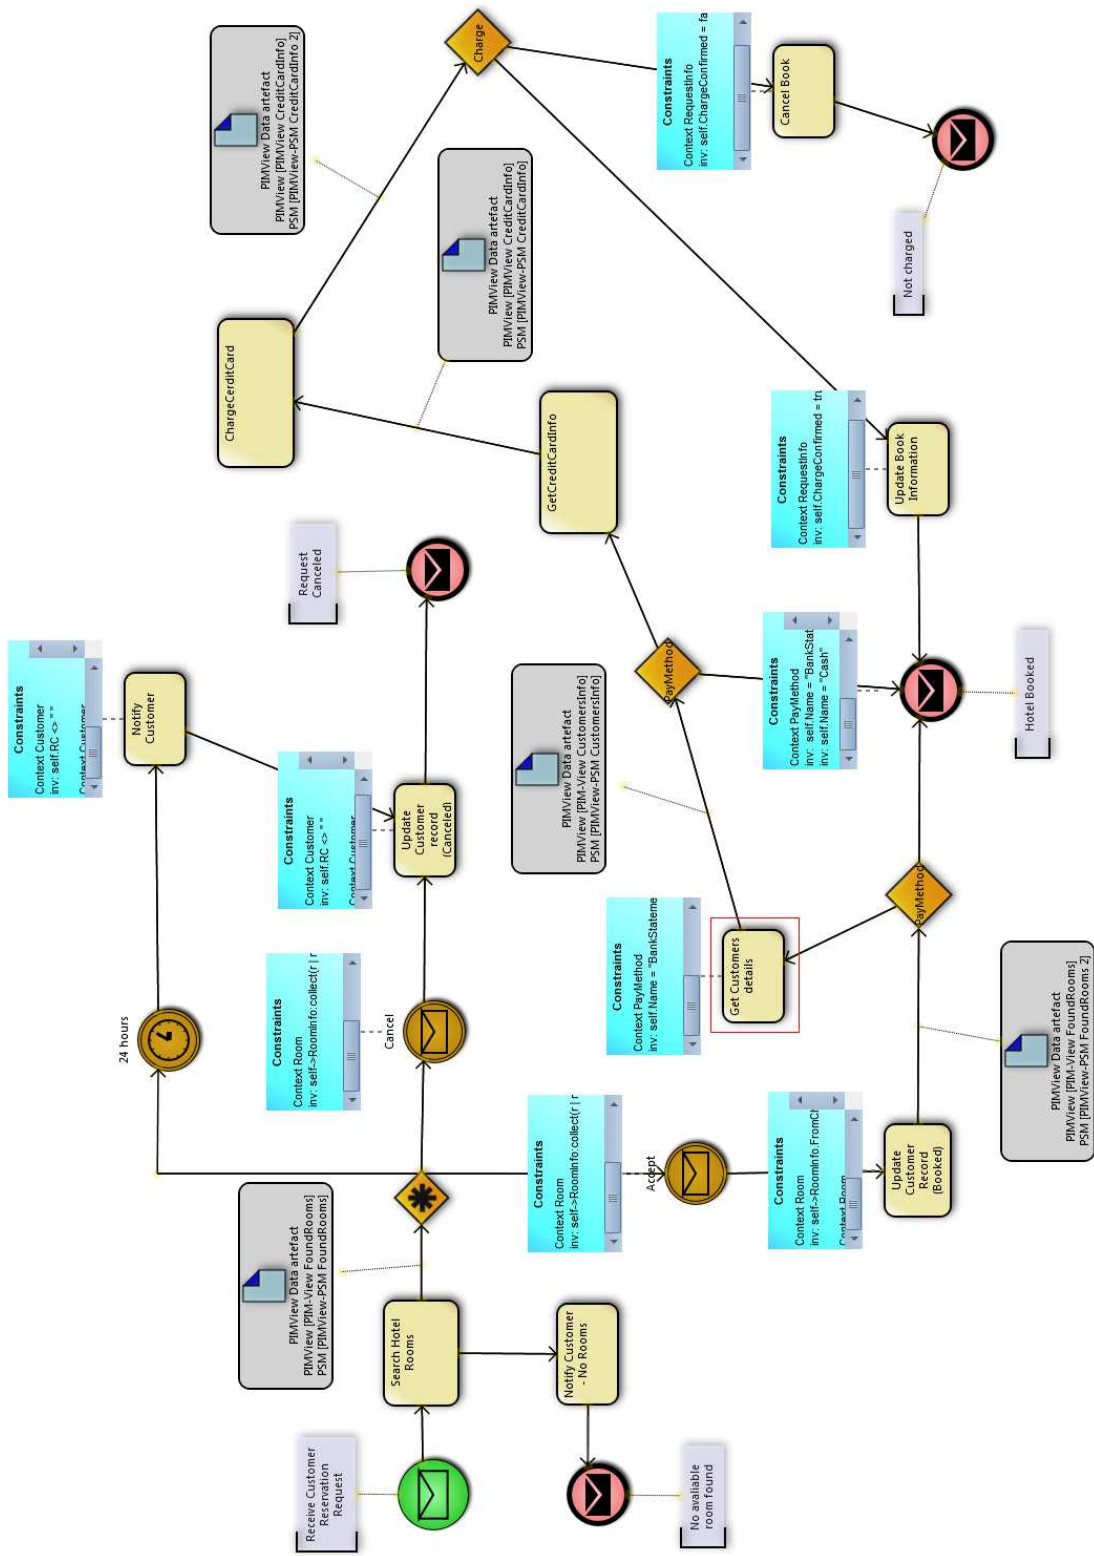 Receive Customer
Reservation
Request
Search Hotel
Rooms
Notify Customer
- No Rooms
No avaliable
room found
PIMView Data artefact
PIMView [PIM-View FoundRooms]
PSM [PIMView-PSM FoundRooms]
24 hours
Constraints
Context Customer
inv: self.RC <> " "
Context Customer
Notify
Customer
Constraints
Context Room
inv: self->RoomInfo:collect(r | r
Cancel
Constraints
Context Customer
inv: self.RC <> " "
Context Customer
Update
Customer
record
(Canceled)
Request
Canceled
Constraints
Context Room
inv: self->RoomInfo:collect(r | r
Accept
Constraints
Context Room
inv: self->RoomInfo.FromCh
Context Room
Update
Customer
Record
(Booked)
PIMView Data artefact
PIMView [PIM-View FoundRooms]
PSM [PIMView-PSM FoundRooms 2]
PayMethod
Constraints
Context PayMethod
inv: self.Name = "BankStateme
Get Customers
details
PIMView Data artefact
PIMView [PIM-View CustomersInfo]
PSM [PIMView-PSM CustomersInfo]
PayMethod
Constraints
Context PayMethod
inv: self.Name = "BankStat
inv: self.Name = "Cash"
Hotel Booked
GetCreditCardInfo
PIMView Data artefact
PIMView [PIMView CreditCardInfo]
PSM [PIMView-PSM CreditCardInfo]
ChargeCerditCard
PIMView Data artefact
PIMView [PIMView CreditCardInfo]
PSM [PIMView-PSM CreditCardInfo 2]
Charge
Constraints
Context RequestInfo
inv: self.ChargeConfirmed = tru
Update Book
Information
Constraints
Context RequestInfo
inv: self.ChargeConfirmed = fa
Cancel Book
Not charged